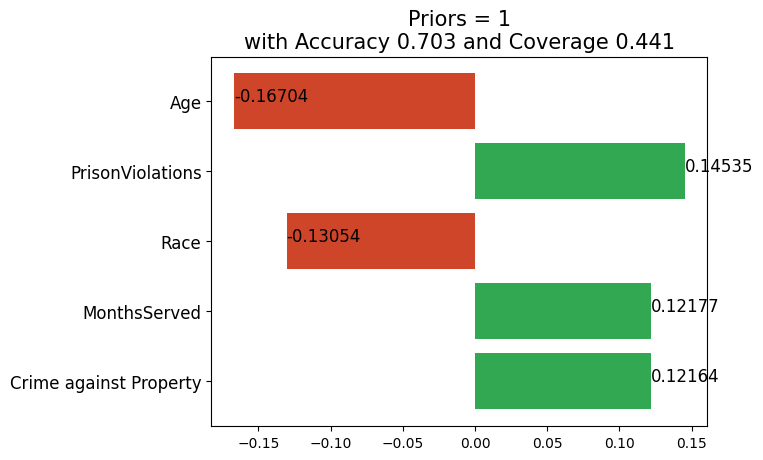 Priors = 1
with Accuracy 0.703 and Coverage 0.441
Age
-0.16704
PrisonViolations
0.14535
Race
-0.13054
MonthsServed
0.12177
Crime against Property
0.12164
−0.15 −0.10 −0.05 0.00 0.05 0.10 0.15